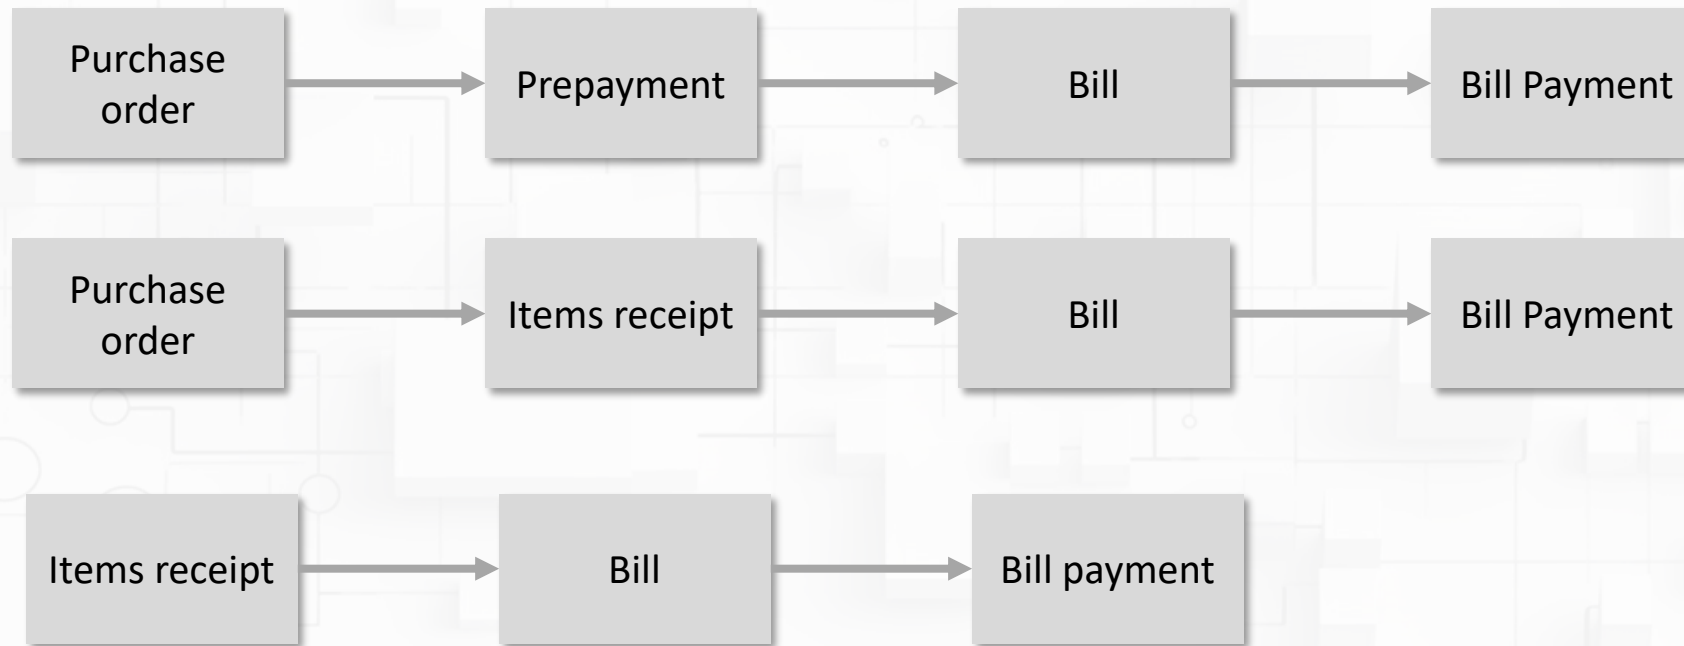 Purchase
order
Prepayment
Bill
Bill Payment
Purchase
order
Items receipt
Bill
Bill Payment
Items receipt
Bill
Bill payment